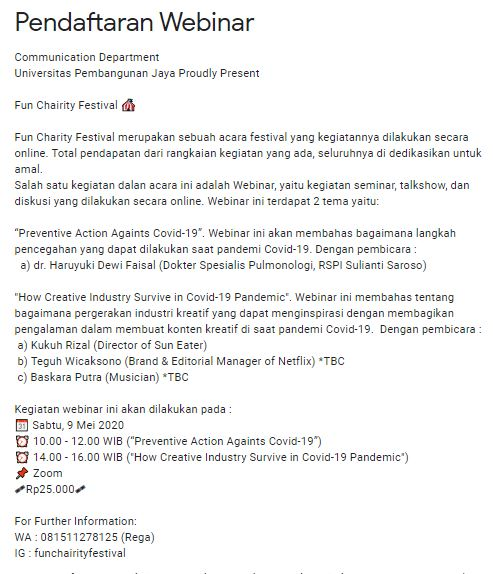 Pendaftaran Webinar
Communication Department
Universitas Pembangunan Jaya Proudly Present
Fun Chairity Festival 🎪
Fun Charity Festival merupakan sebuah acara festival yang kegiatannya dilakukan secara
online. Total pendapatan dari rangkaian kegiatan yang ada, seluruhnya di dedikasikan untuk
amal.
Salah satu kegiatan dalan acara ini adalah Webinar, yaitu kegiatan seminar, talkshow, dan
diskusi yang dilakukan secara online. Webinar ini terdapat 2 tema yaitu:
“Preventive Action Againts Covid-19”. Webinar ini akan membahas bagaimana langkah
pencegahan yang dapat dilakukan saat pandemi Covid-19. Dengan pembicara :
a) dr. Haruyuki Dewi Faisal (Dokter Spesialis Pulmonologi, RSPI Sulianti Saroso)
"How Creative Industry Survive in Covid-19 Pandemic". Webinar ini membahas tentang
bagaimana pergerakan industri kreatif yang dapat menginspirasi dengan membagikan
pengalaman dalam membuat konten kreatif di saat pandemi Covid-19. Dengan pembicara :
a) Kukuh Rizal (Director of Sun Eater)
b) Teguh Wicaksono (Brand & Editorial Manager of Netflix) *TBC
c) Baskara Putra (Musician) *TBC
Kegiatan webinar ini akan dilakukan pada :
📅 Sabtu, 9 Mei 2020
⏰ 10.00 - 12.00 WIB (“Preventive Action Againts Covid-19”)
⏰ 14.00 - 16.00 WIB ("How Creative Industry Survive in Covid-19 Pandemic")
📌 Zoom
Rp25.000
For Further Information:
WA : 081511278125 (Rega)
IG : funchairityfestival